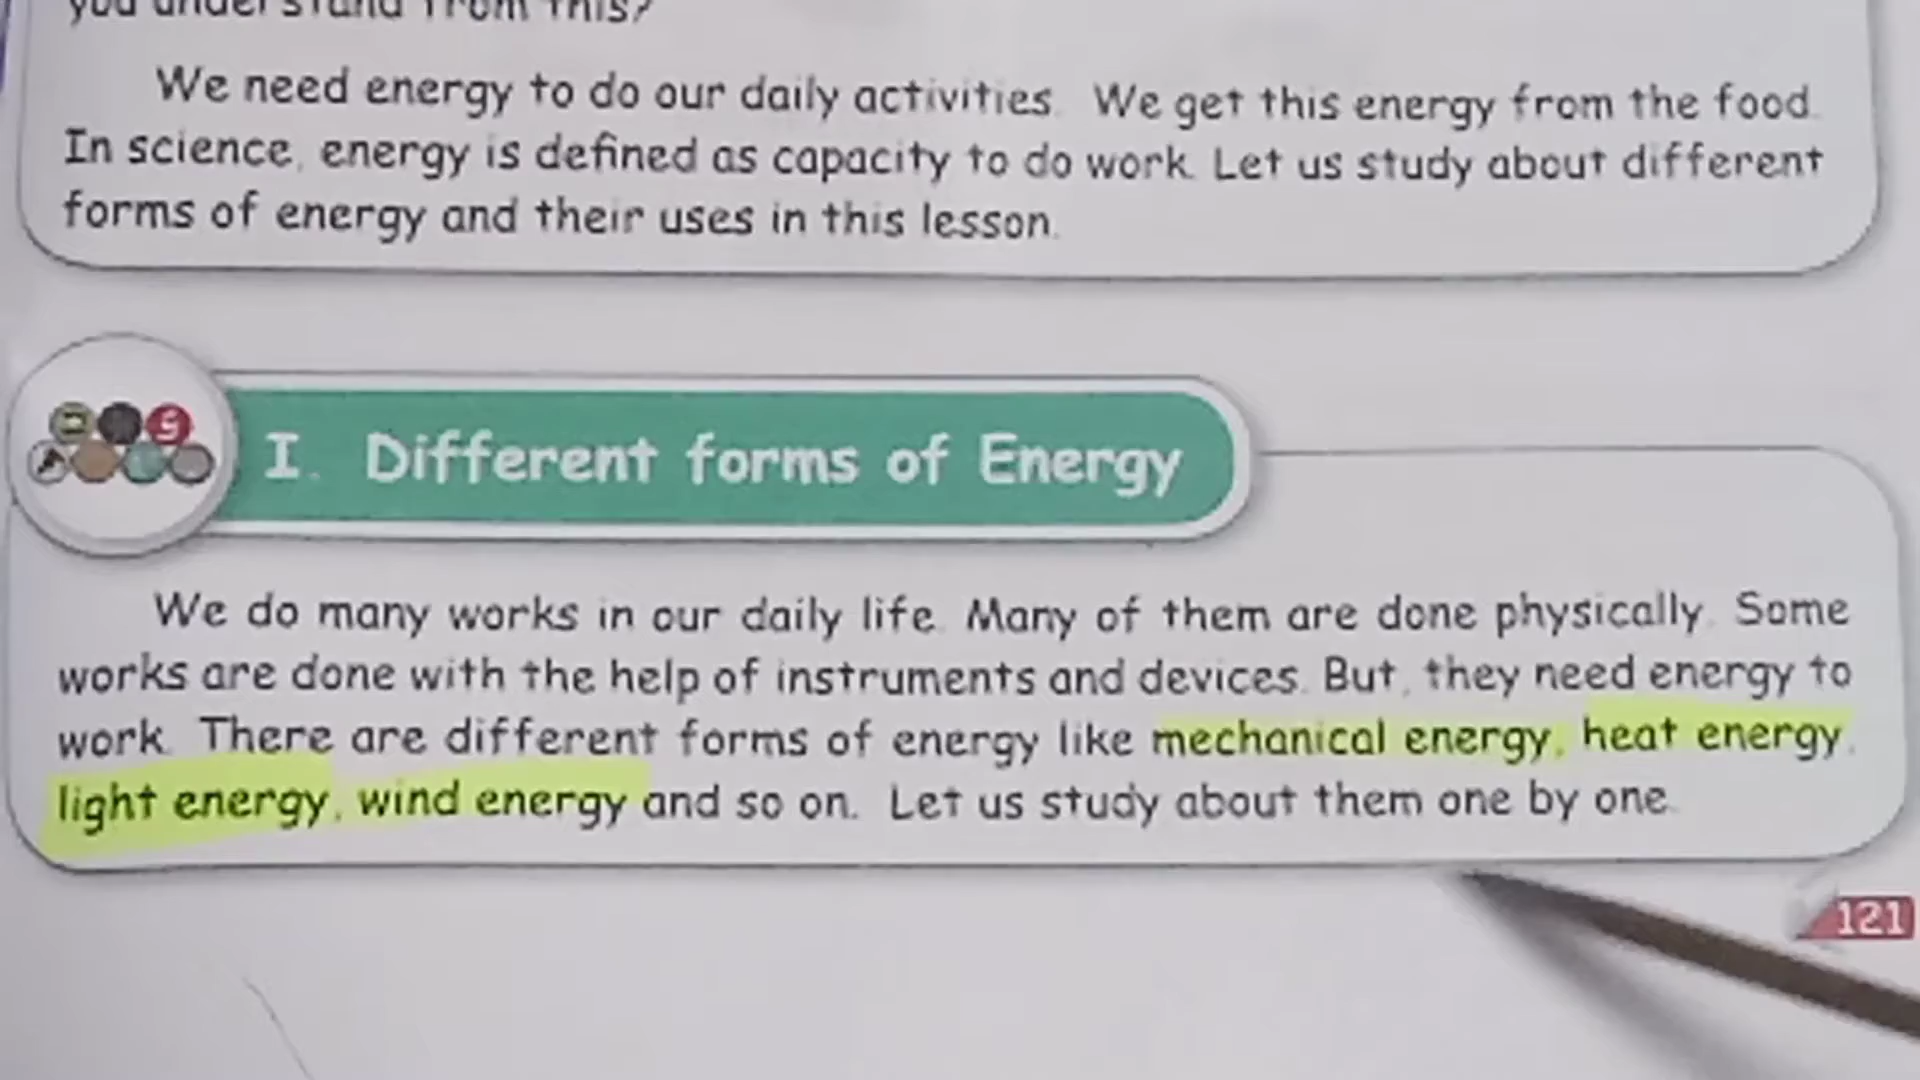 you understand from this?
We need energy to do our daily activities. We get this energy from the food.
In science, energy is defined as capacity to do work. Let us study about different
forms of energy and their uses in this lesson.
I. Different forms of Energy
We do many works in our daily life. Many of them are done physically. Some
works are done with the help of instruments and devices. But, they need energy to
work. There are different forms of energy like mechanical energy, heat energy,
light energy, wind energy and so on. Let us study about them one by one.
121